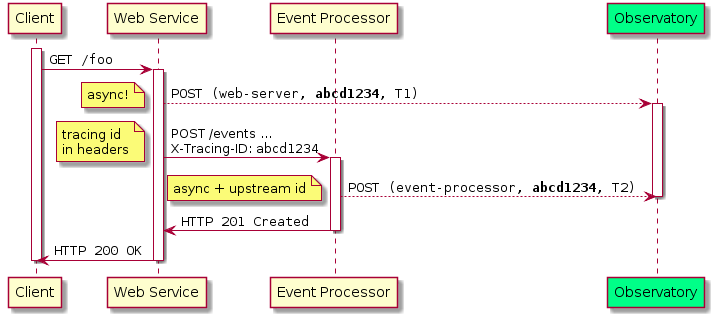 Client
Web Service
Event Processor
Observatory
GET /foo
async!
POST (web-server, abcd1234, T1)
tracing id
in headers
POST /events ...
X-Tracing-ID: abcd1234
async + upstream id
POST (event-processor, abcd1234, T2)
HTTP 201 Created
HTTP 200 OK
Client
Web Service
Event Processor
Observatory